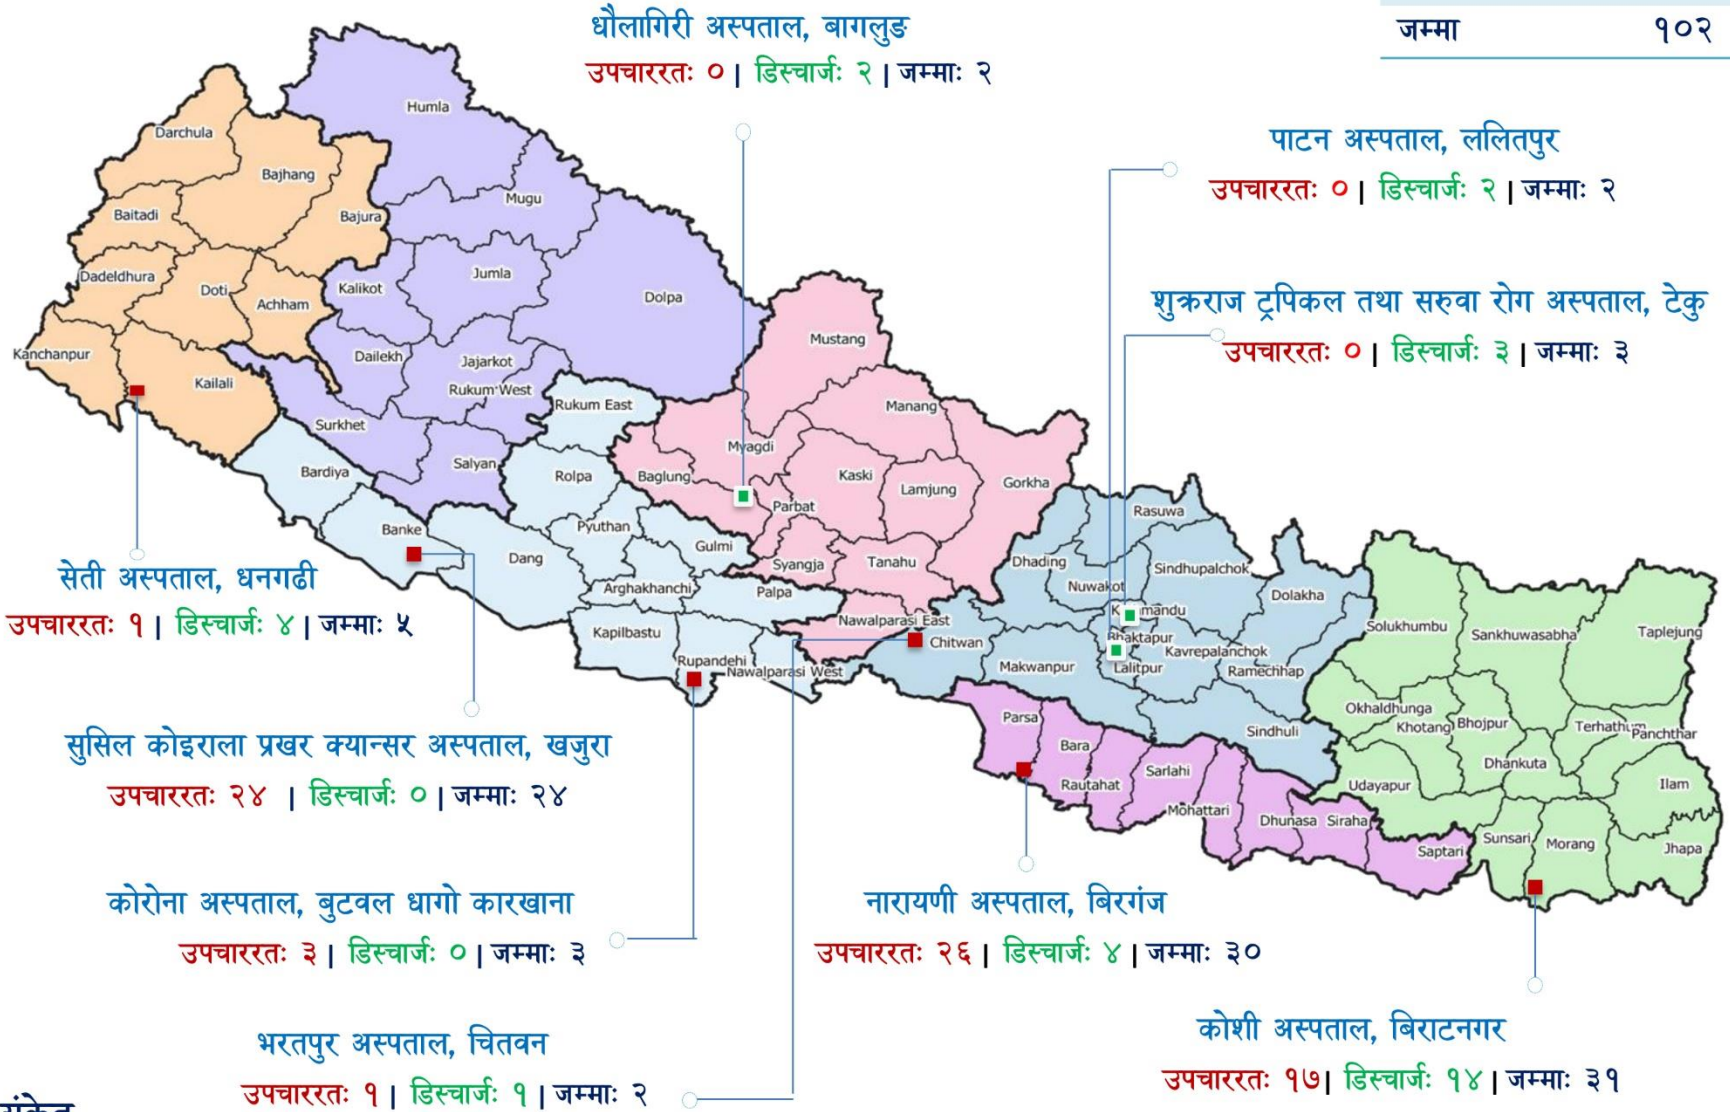 धौलागिरी अस्पताल, बागलुङ
उपचाररतः ० | डिस्चार्जः २ | जम्माः २
जम्मा १०२
पाटन अस्पताल, ललितपुर
उपचाररतः ० | डिस्चार्जः २ | जम्माः २
शुक्रराज ट्रपिकल तथा सरुवा रोग अस्पताल, टेकु
उपचाररतः ० | डिस्चार्जः ३ | जम्माः ३
Humla
Darchula
Bajhang
Mugu
Baitadi
Bajura
Jumla
Dadeldhura
Doti
Achham
Kalikot
Dolpa
Mustang
Kanchanpur
Kailali
Dailekh
Jajarkot
Rukum West
Rukum East
Manang
Surkhet
Myagdi
Salyan
Bardiya
Rolpa
Baglung
Kaski
Lamjung
Gorkha
Parbat
Rasuwa
Banke
Pyuthan
Dang
Gulmi
Syangja
Tanahu
Dhading
Nuwakot
Sindhupalchok
Arghakhanchi
Palpa
Dolakha
Kapilbastu
Nawalparasi East
Chitwan
Bhaktapur
Kavrepalanchok
Solukhumbu
Sankhuwasabha
Taplejung
Rupandehi
Nawalparasi West
Makwanpur
Lalitpur
Ramechhap
Parsa
Bara
Sindhuli
Okhaldhunga
Khotang
Bhojpur
Panchthar
Rautahat
Sarlahi
Dhankuta
Udayapur
Ilam
Mohattari
Dhunasa
Siraha
Saptari
Sunsari
Morang
Jhapa
सेती अस्पताल, धनगढी
उपचाररतः १ | डिस्चार्जः ४ | जम्माः ५
सुसिल कोइराला प्रखर क्यान्सर अस्पताल, खजुरा
उपचाररतः २४ | डिस्चार्जः ० | जम्माः २४
कोरोना अस्पताल, बुटवल धागो कारखाना
उपचाररतः ३ | डिस्चार्जः ० | जम्माः ३
नारायणी अस्पताल, बिरगंज
उपचाररतः २६ | डिस्चार्जः ४ | जम्माः ३०
भरतपुर अस्पताल, चितवन
उपचाररतः १ | डिस्चार्जः १ | जम्माः २
कोशी अस्पताल, बिराटनगर
उपचाररतः १७| डिस्चार्जः १४ | जम्माः ३१